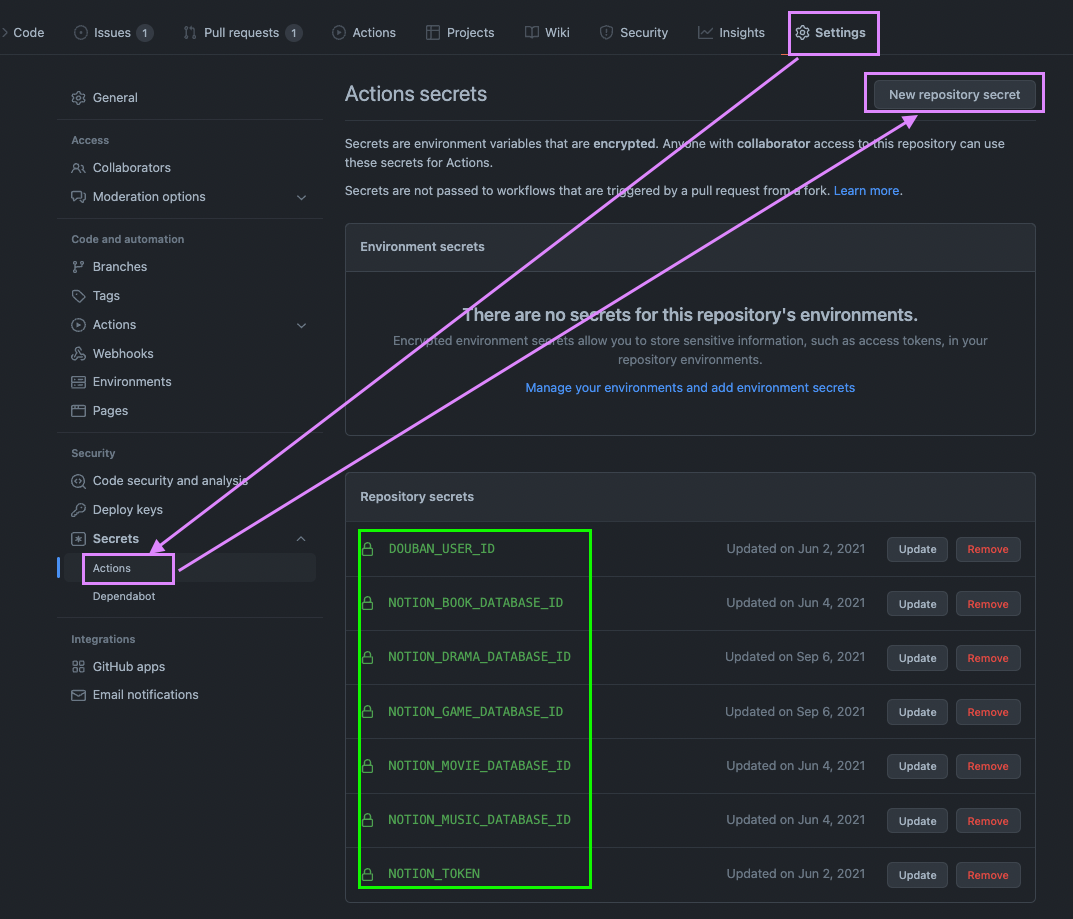 Code Issues 1 Pull requests 1 Actions Projects Wiki Security Insights Settings
General
Access
Collaborators
Moderation options
Code and automation
Branches
Tags
Actions
Webhooks
Environments
Pages
Security
Code security and analysis
Deploy keys
Secrets
Actions
Dependabot
Integrations
GitHub apps
Email notifications
Actions secrets
New repository secret
Secrets are environment variables that are encrypted. Anyone with collaborator access to this repository can use
these secrets for Actions.
Secrets are not passed to workflows that are triggered by a pull request from a fork. Learn more.
Environment secrets
There are no secrets for this repository's environments.
Encrypted environment secrets allow you to store sensitive information, such as access tokens, in your
repository environments.
Manage your environments and add environment secrets
Repository secrets
DOUBAN_USER_ID Updated on Jun 2, 2021 Update Remove
NOTION_BOOK_DATABASE_ID Updated on Jun 4, 2021 Update Remove
NOTION_DRAMA_DATABASE_ID Updated on Sep 6, 2021 Update Remove
NOTION_GAME_DATABASE_ID Updated on Sep 6, 2021 Update Remove
NOTION_MOVIE_DATABASE_ID Updated on Jun 4, 2021 Update Remove
NOTION_MUSIC_DATABASE_ID Updated on Jun 4, 2021 Update Remove
NOTION_TOKEN Updated on Jun 2, 2021 Update Remove